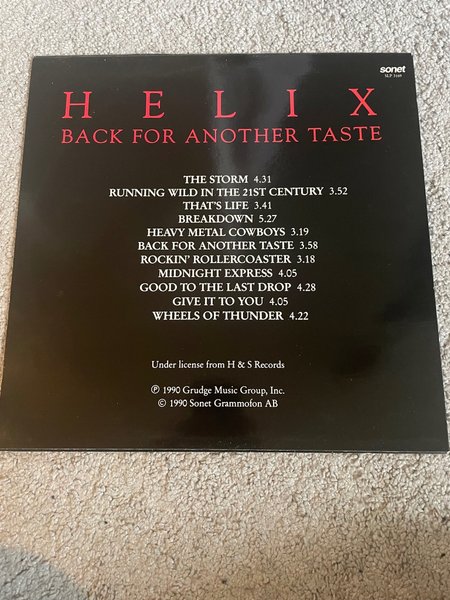 sonet
SLP 3169
HELIX
BACK FOR ANOTHER TASTE
THE STORM 4.31
RUNNING WILD IN THE 21ST CENTURY 3.52
THAT'S LIFE 3.41
BREAKDOWN 5.27
HEAVY METAL COWBOYS 3.19
BACK FOR ANOTHER TASTE 3.58
ROCKIN' ROLLERCOASTER 3.18
MIDNIGHT EXPRESS 4.05
GOOD TO THE LAST DROP 4.28
GIVE IT TO YOU 4.05
WHEELS OF THUNDER 4.22
Under license from H & S Records
℗ 1990 Grudge Music Group, Inc.
© 1990 Sonet Grammofon AB